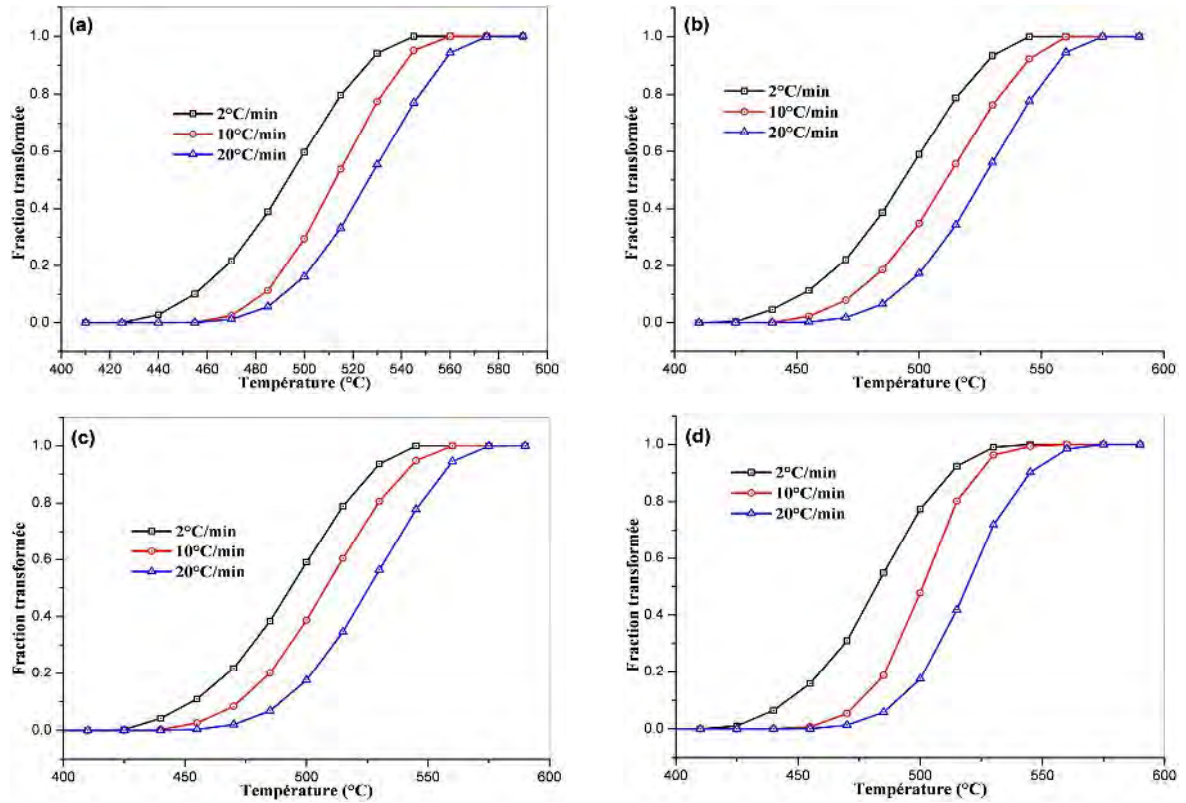 (a)
1.0
0.8
0.6
0.4
0.2
0.0
Fraction transformée
2°C/min
10°C/min
20°C/min
400 420 440 460 480 500 520 540 560 580 600
Température (°C)
(b)
1.0
0.8
0.6
0.4
0.2
0.0
Fraction transformée
2°C/min
10°C/min
20°C/min
400 450 500 550 600
Température (°C)
(c)
1.0
0.8
0.6
0.4
0.2
0.0
Fraction transformée
2°C/min
10°C/min
20°C/min
400 450 500 550 600
Température (°C)
(d)
1.0
0.8
0.6
0.4
0.2
0.0
Fraction transformée
2°C/min
10°C/min
20°C/min
400 450 500 550 600
Température (°C)